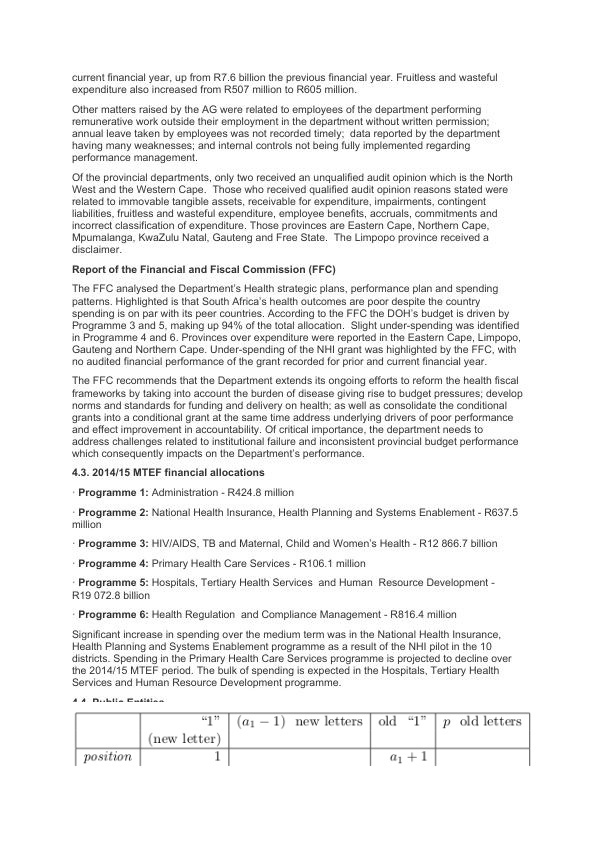 current financial year, up from R7.6 billion the previous financial year. Fruitless and wasteful
expenditure also increased from R507 million to R605 million.
Other matters raised by the AG were related to employees of the department performing
remunerative work outside their employment in the department without written permission;
annual leave taken by employees was not recorded timely;  data reported by the department
having many weaknesses; and internal controls not being fully implemented regarding
performance management.
Of the provincial departments, only two received an unqualified audit opinion which is the North
West and the Western Cape.  Those who received qualified audit opinion reasons stated were
related to immovable tangible assets, receivable for expenditure, impairments, contingent
liabilities, fruitless and wasteful expenditure, employee benefits, accruals, commitments and
incorrect classification of expenditure. Those provinces are Eastern Cape, Northern Cape,
Mpumalanga, KwaZulu Natal, Gauteng and Free State.  The Limpopo province received a
disclaimer.
Report of the Financial and Fiscal Commission (FFC)
The FFC analysed the Department's Health strategic plans, performance plan and spending
patterns. Highlighted is that South Africa's health outcomes are poor despite the country
spending is on par with its peer countries. According to the FFC the DOH's budget is driven by
Programme 3 and 5, making up 94% of the total allocation.  Slight under-spending was identified
in Programme 4 and 6. Provinces over expenditure were reported in the Eastern Cape, Limpopo,
Gauteng and Northern Cape. Under-spending of the NHI grant was highlighted by the FFC, with
no audited financial performance of the grant recorded for prior and current financial year.
The FFC recommends that the Department extends its ongoing efforts to reform the health fiscal
frameworks by taking into account the burden of disease giving rise to budget pressures; develop
norms and standards for funding and delivery on health; as well as consolidate the conditional
grants into a conditional grant at the same time address underlying drivers of poor performance
and effect improvement in accountability. Of critical importance, the department needs to
address challenges related to institutional failure and inconsistent provincial budget performance
which consequently impacts on the Department's performance.
4.3. 2014/15 MTEF financial allocations
· Programme 1: Administration - R424.8 million
· Programme 2: National Health Insurance, Health Planning and Systems Enablement - R637.5
million
· Programme 3: HIV/AIDS, TB and Maternal, Child and Women's Health - R12 866.7 billion
· Programme 4: Primary Health Care Services - R106.1 million
· Programme 5: Hospitals, Tertiary Health Services  and Human  Resource Development -
R19 072.8 billion
· Programme 6: Health Regulation  and Compliance Management - R816.4 million
Significant increase in spending over the medium term was in the National Health Insurance,
Health Planning and Systems Enablement programme as a result of the NHI pilot in the 10
districts. Spending in the Primary Health Care Services programme is projected to decline over
the 2014/15 MTEF period. The bulk of spending is expected in the Hospitals, Tertiary Health
Services and Human Resource Development programme.
“1” (a₁ − 1) new letters old “1” p old letters
(new letter)
position 1 a₁ + 1